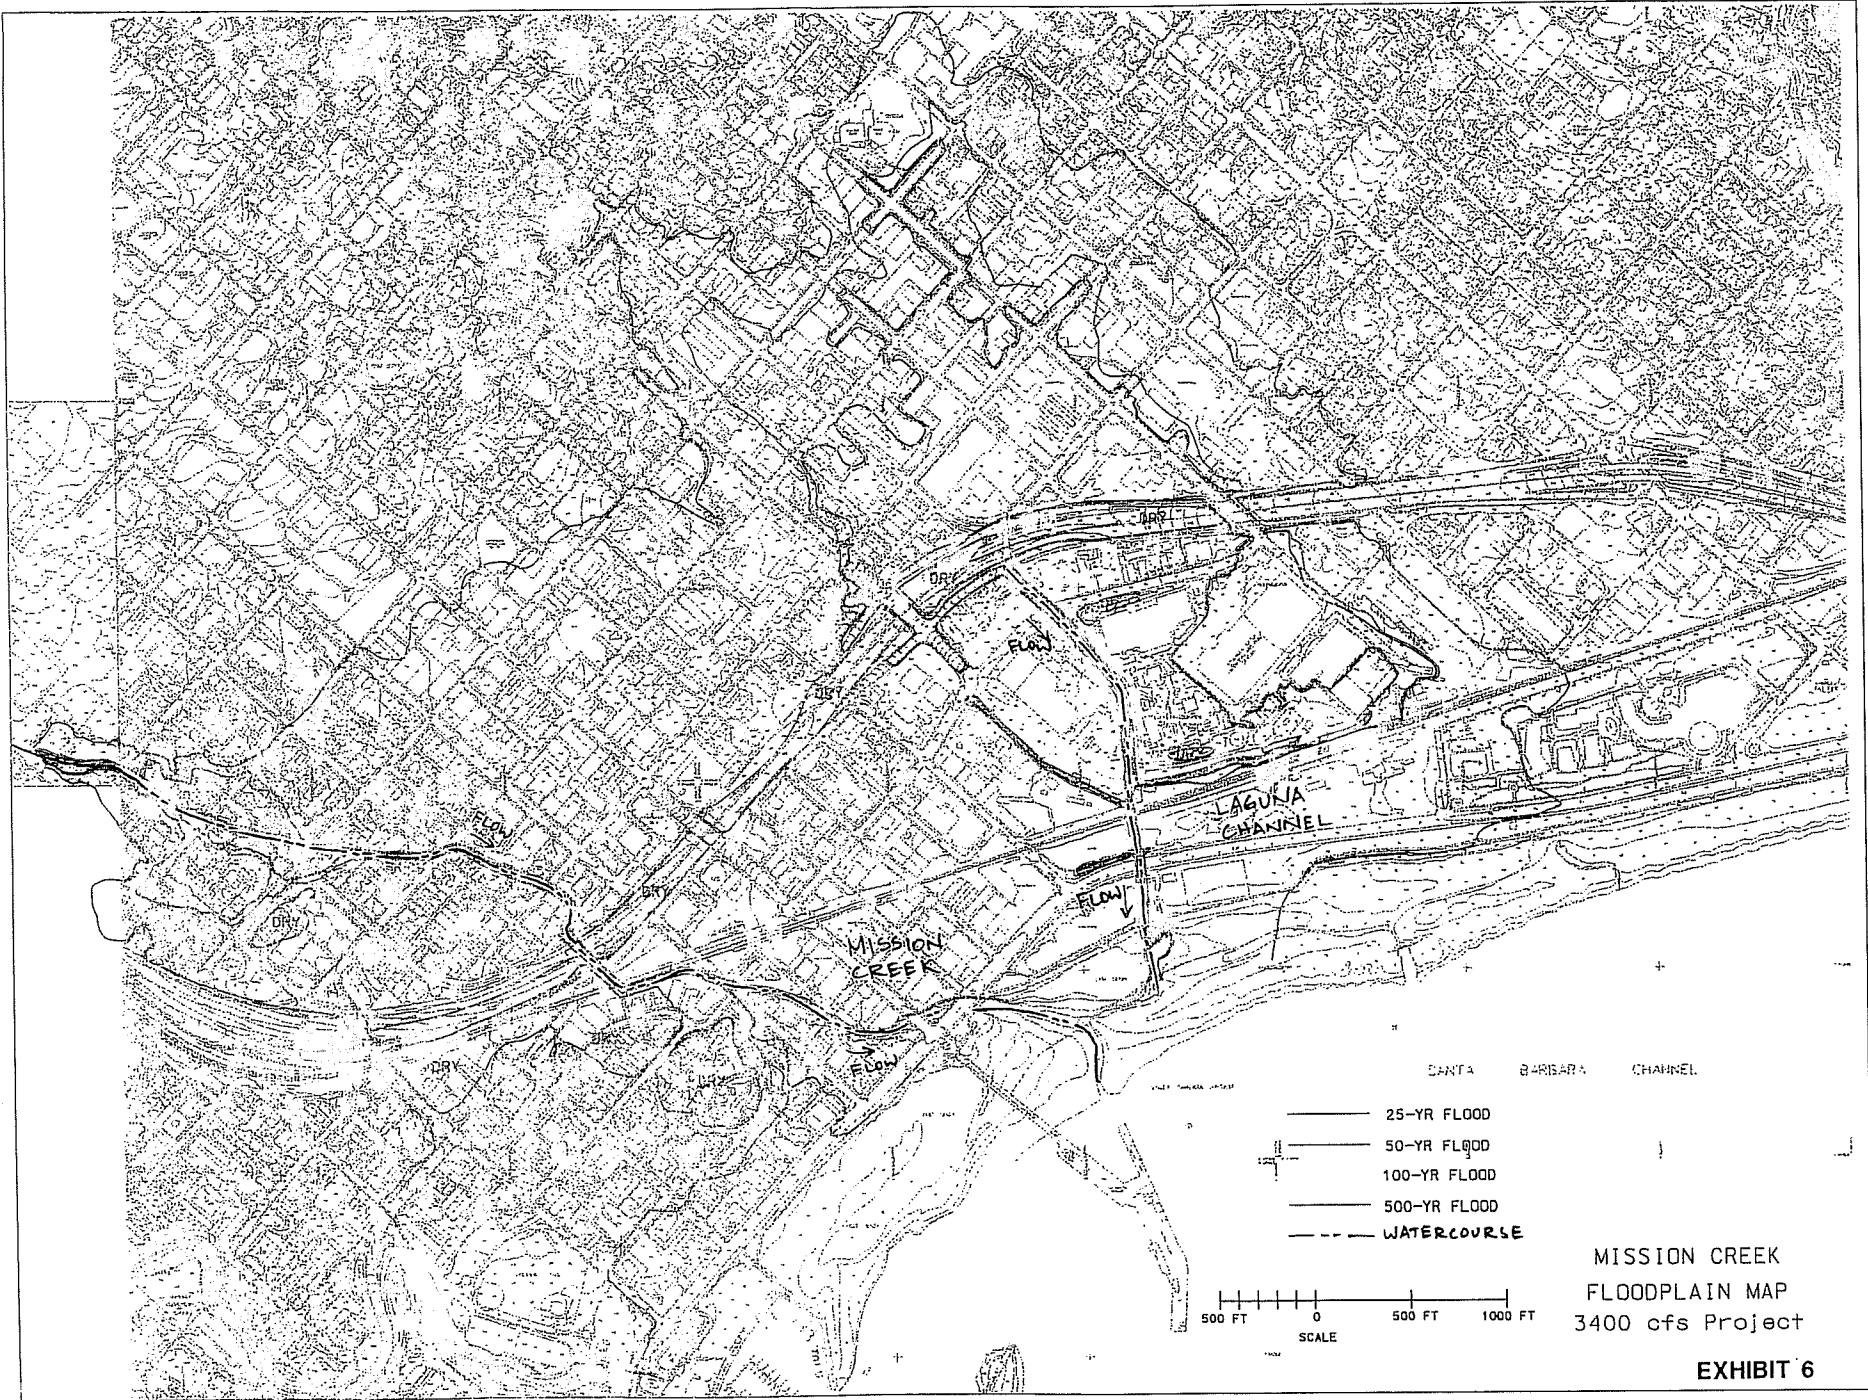 DRY
FLOW
DRY
LAGUNA
CHANNEL
FLOW
DRY
DRY
FLOW
MISSION
CREEK
FLOW
DRY
DRY
SANTA BARBARA CHANNEL
25-YR FLOOD
50-YR FLOOD
100-YR FLOOD
500-YR FLOOD
WATERCOURSE
500 FT 0 500 FT 1000 FT
SCALE
MISSION CREEK
FLOODPLAIN MAP
3400 cfs Project
EXHIBIT 6